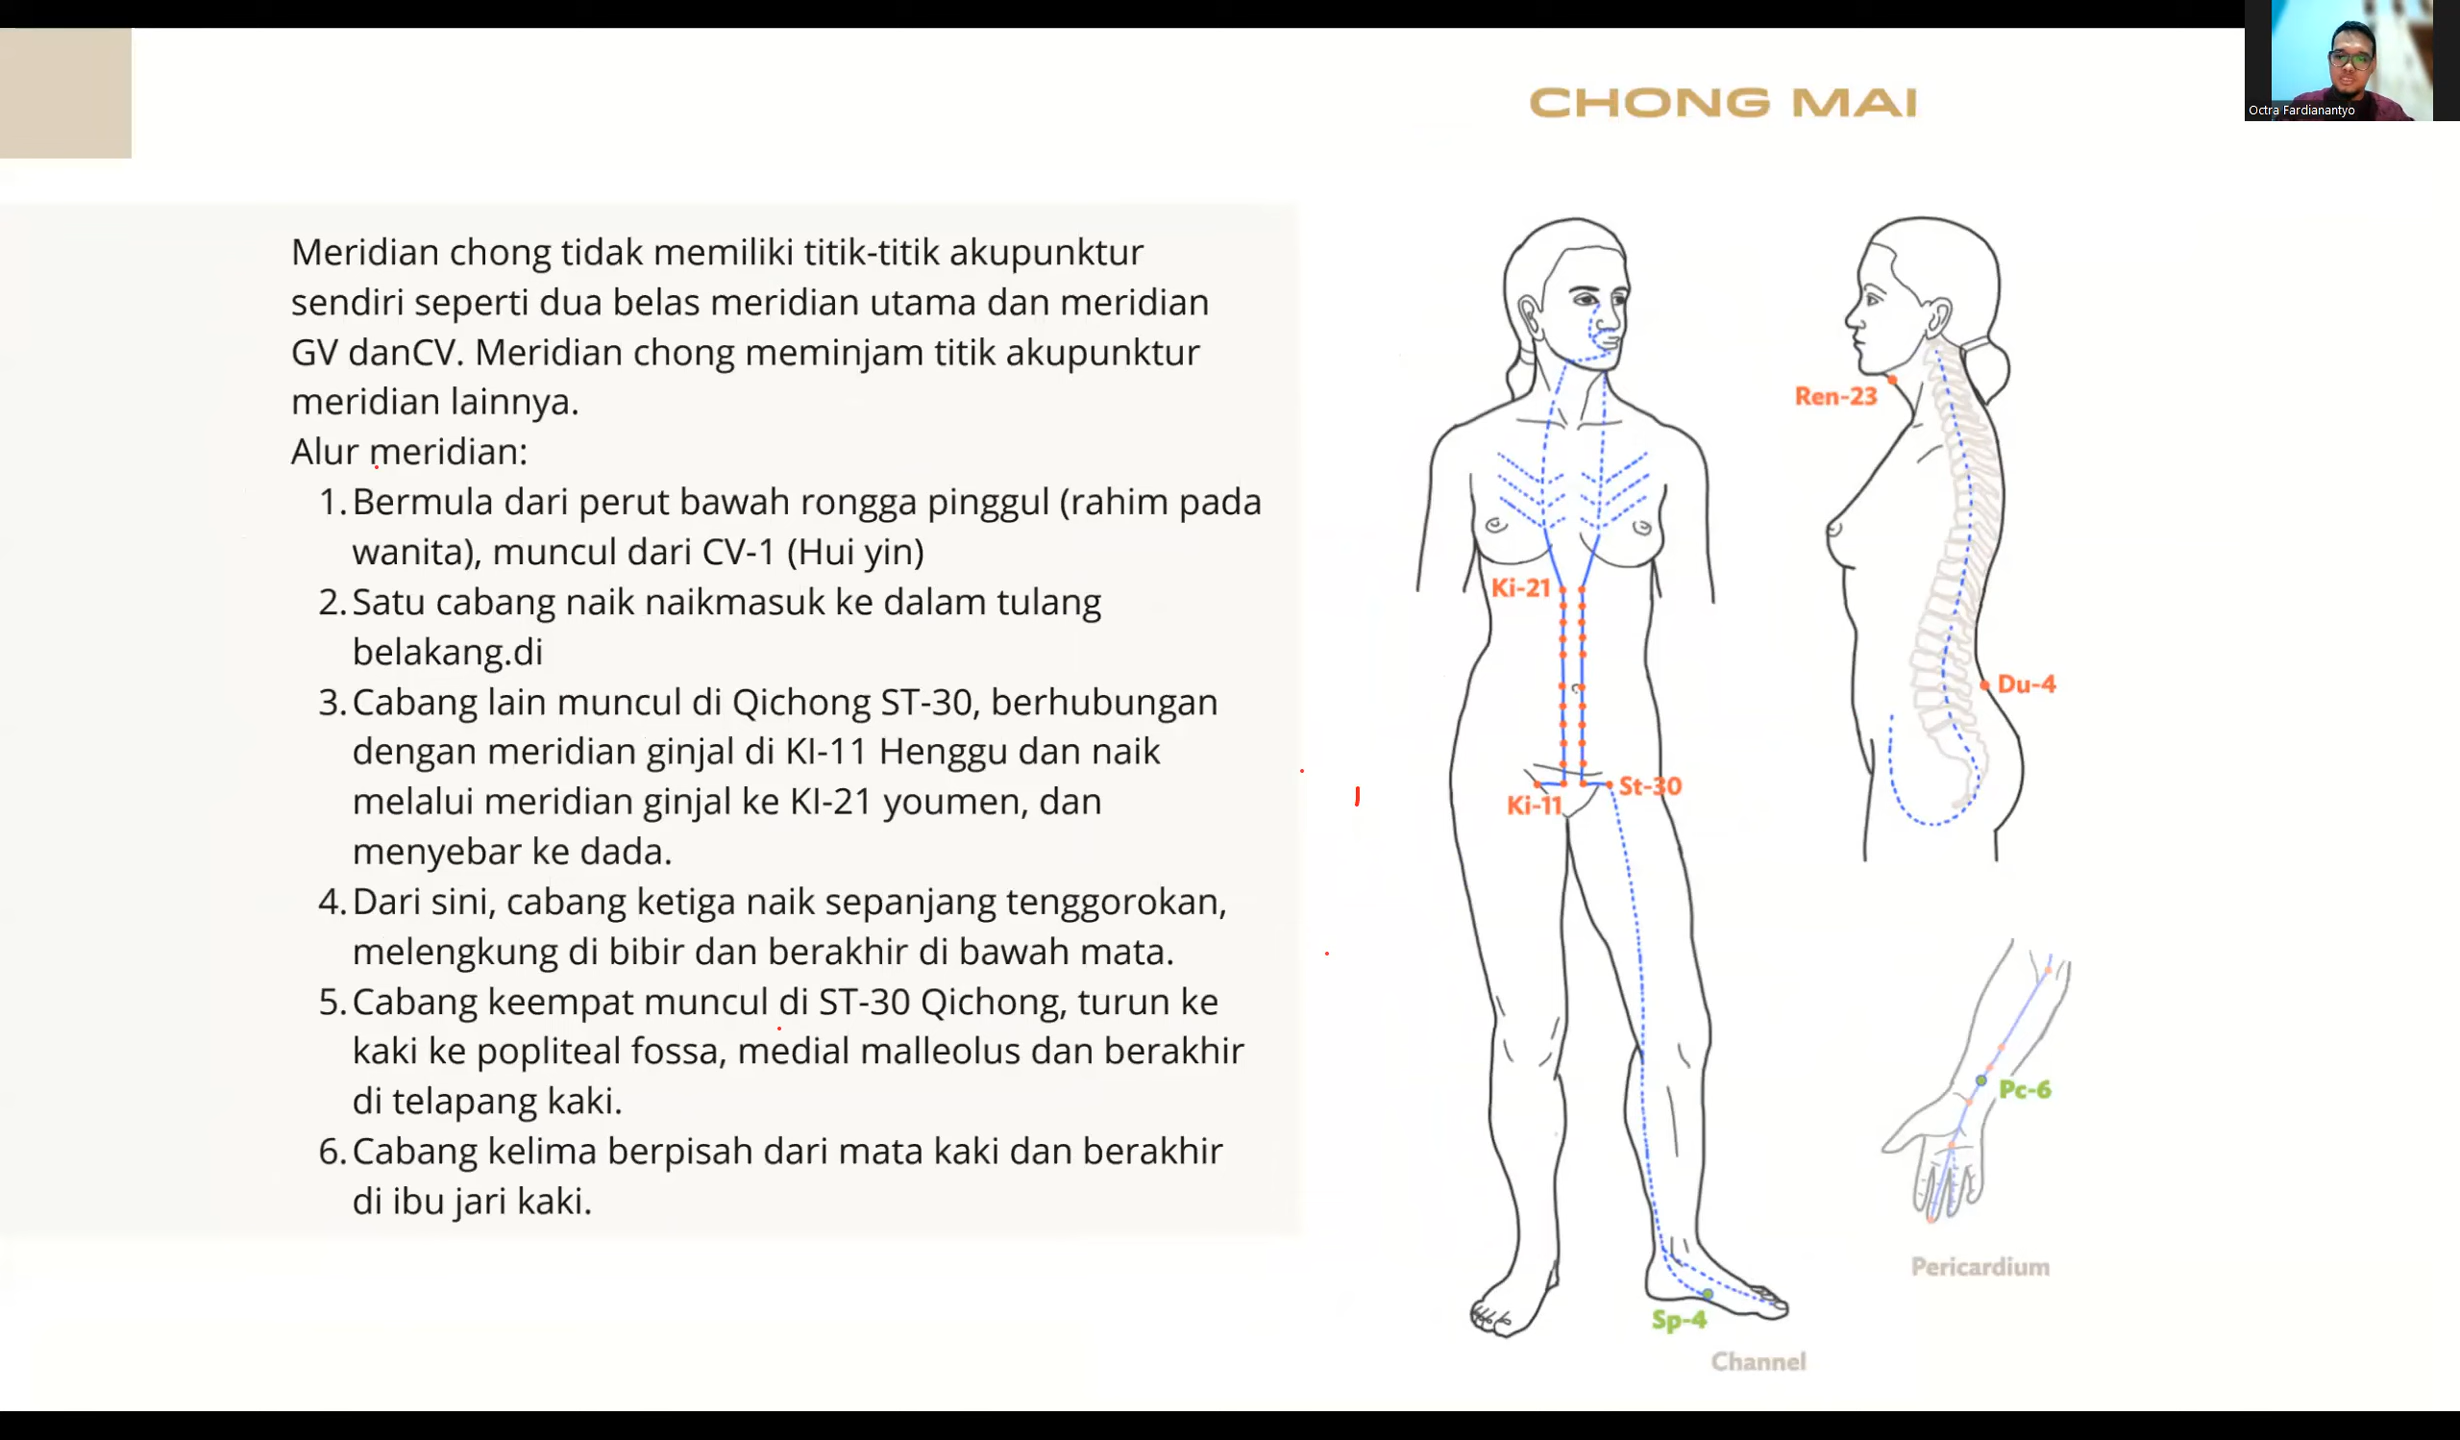 CHONG MAI
Octra Fardianantyo
Meridian chong tidak memiliki titik-titik akupunktur
sendiri seperti dua belas meridian utama dan meridian
GV danCV. Meridian chong meminjam titik akupunktur
meridian lainnya.
Alur meridian:
1. Bermula dari perut bawah rongga pinggul (rahim pada
wanita), muncul dari CV-1 (Hui yin)
2. Satu cabang naik naikmasuk ke dalam tulang
belakang.di
3. Cabang lain muncul di Qichong ST-30, berhubungan
dengan meridian ginjal di KI-11 Henggu dan naik
melalui meridian ginjal ke KI-21 youmen, dan
menyebar ke dada.
4. Dari sini, cabang ketiga naik sepanjang tenggorokan,
melengkung di bibir dan berakhir di bawah mata.
5. Cabang keempat muncul di ST-30 Qichong, turun ke
kaki ke popliteal fossa, medial malleolus dan berakhir
di telapang kaki.
6. Cabang kelima berpisah dari mata kaki dan berakhir
di ibu jari kaki.
Ren-23
Ki-21
Du-4
St-30
Ki-11
Pc-6
Pericardium
Sp-4
Channel